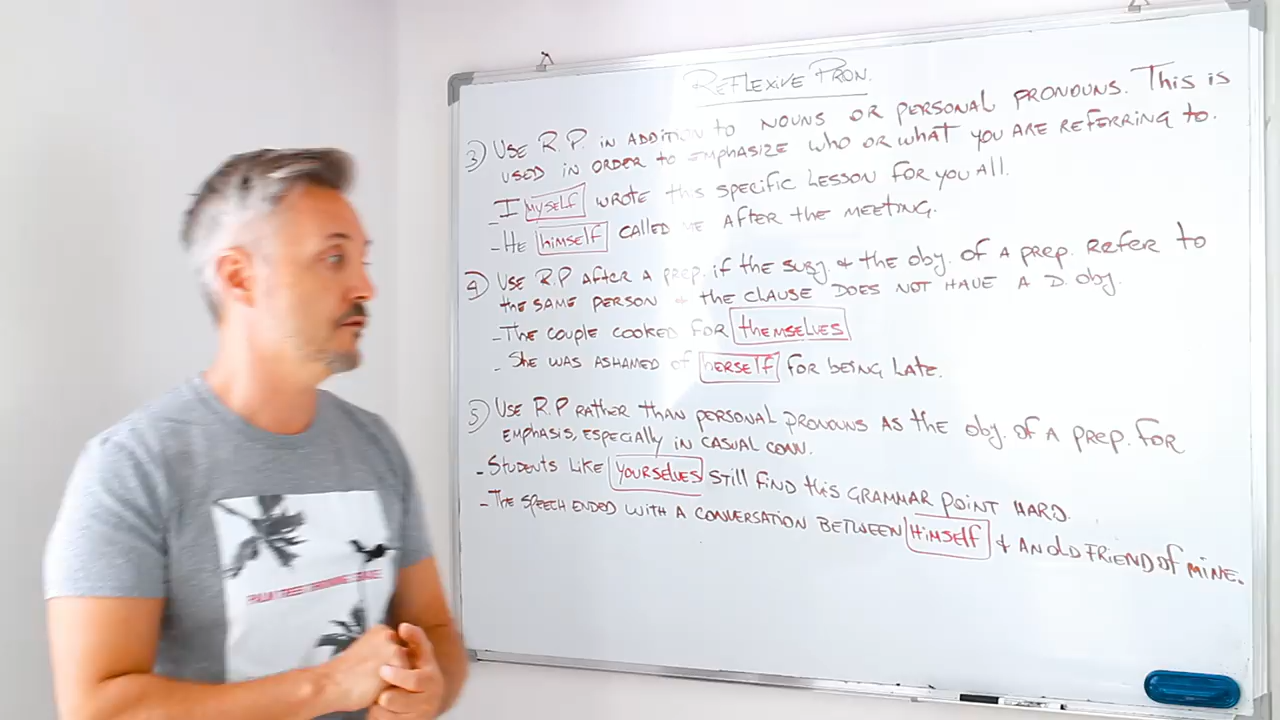 REFLEXIVE PRON.
③ USE R.P. IN ADDITION to NOUNS OR PERSONAL PRONOUNS. This is
USED IN ORDER to EMPHASIZE WHO OR WHAT YOU ARE REFERRING to.
- I MYSELF WROTE this SPECIFIC LESSON FOR YOU All.
- HE himself CALLED ME AFTER the MEETING.
④ USE R.P AFTER A PREP. if the SUBJ. & the Obj. Of A PREP. REFER to
the SAME PERSON & the CLAUSE DOES NOT HAVE A D. Obj.
- The COUPLE COOKED FOR themSELVES
- She WAS ASHAMED of HERSELF for BEING LATE.
⑤ USE R.P RATHER thAN PERSONAL PRONOUNS AS the Obj. Of A PREP. FOR
EMPHASIS, ESPECIALLY IN CASUAL CONV.
- STUDENTS LIKE YOURSELVES Still FIND this GRAMMAR POINT HARD.
- THE SPEECH ENDED WITH A CONVERSATION BETWEEN HIMSELF & AN OLD FRIEND Of MINE.